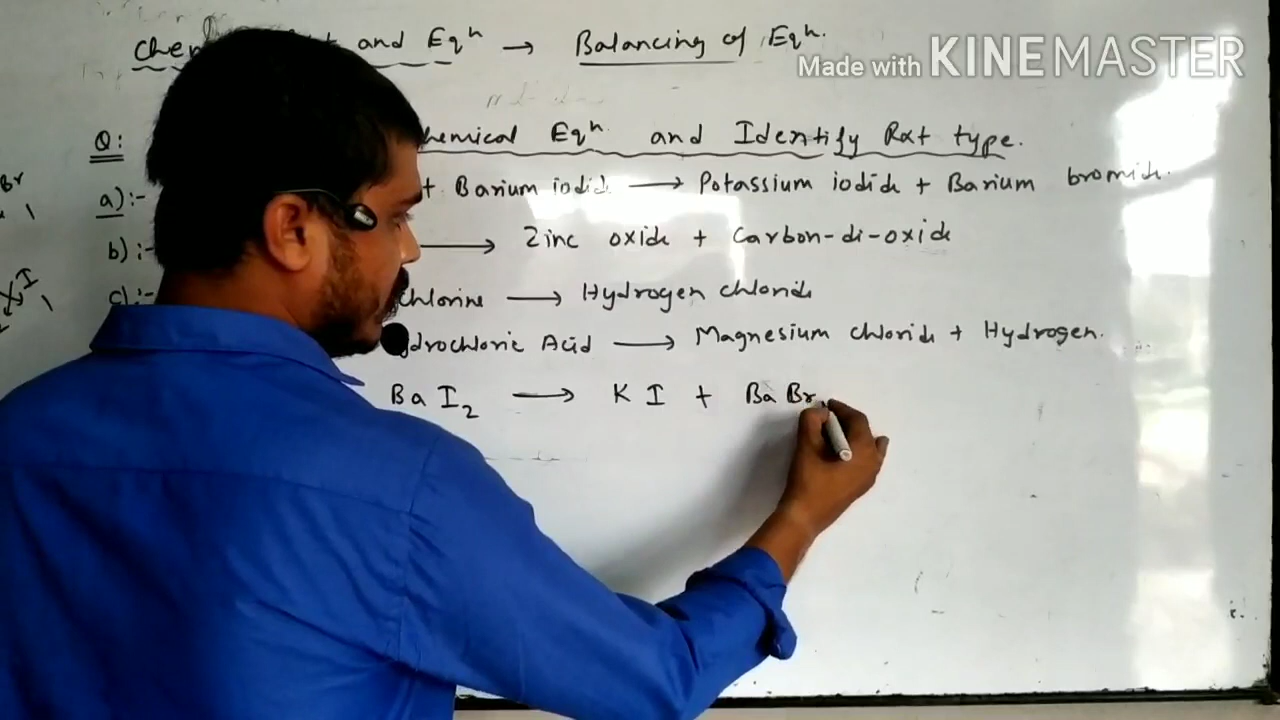 and Eqⁿ → Balancing of Eqⁿ.
Made with KINEMASTER
Q: hemical Eqⁿ and Identify Rxt type.
a):- + Barium iodide → Potassium iodide + Barium bromide.
b):- → Zinc oxide + Carbon-di-oxide
c):- chlorine → Hydrogen chloride
drochloric Acid → Magnesium chloride + Hydrogen.
Ba I₂ → K I + Ba Br